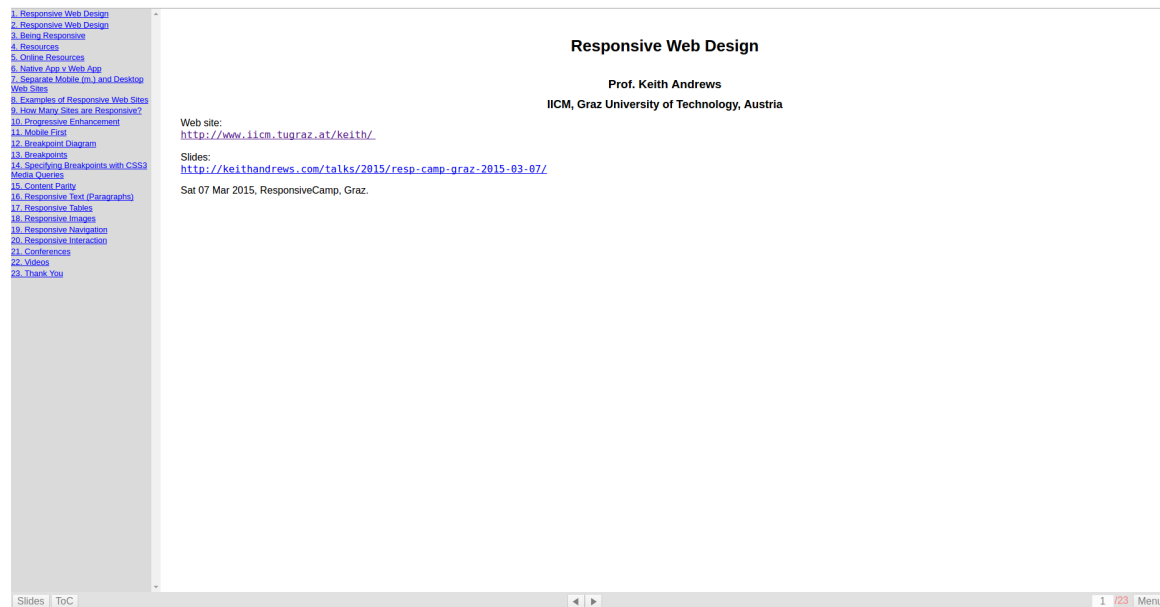 1. Responsive Web Design
2. Responsive Web Design
3. Being Responsive
4. Resources
5. Online Resources
6. Native App v Web App
7. Separate Mobile (m.) and Desktop
Web Sites
8. Examples of Responsive Web Sites
9. How Many Sites are Responsive?
10. Progressive Enhancement
11. Mobile First
12. Breakpoint Diagram
13. Breakpoints
14. Specifying Breakpoints with CSS3
Media Queries
15. Content Parity
16. Responsive Text (Paragraphs)
17. Responsive Tables
18. Responsive Images
19. Responsive Navigation
20. Responsive Interaction
21. Conferences
22. Videos
23. Thank You
Responsive Web Design
Prof. Keith Andrews
IICM, Graz University of Technology, Austria
Web site:
http://www.iicm.tugraz.at/keith/
Slides:
http://keithandrews.com/talks/2015/resp-camp-graz-2015-03-07/
Sat 07 Mar 2015, ResponsiveCamp, Graz.
Slides ToC 1 /23 Menu